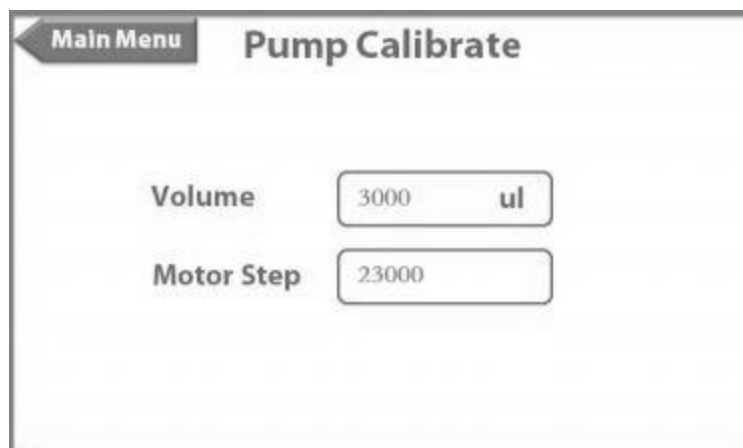 Main Menu
Pump Calibrate
Volume 3000 ul
Motor Step 23000